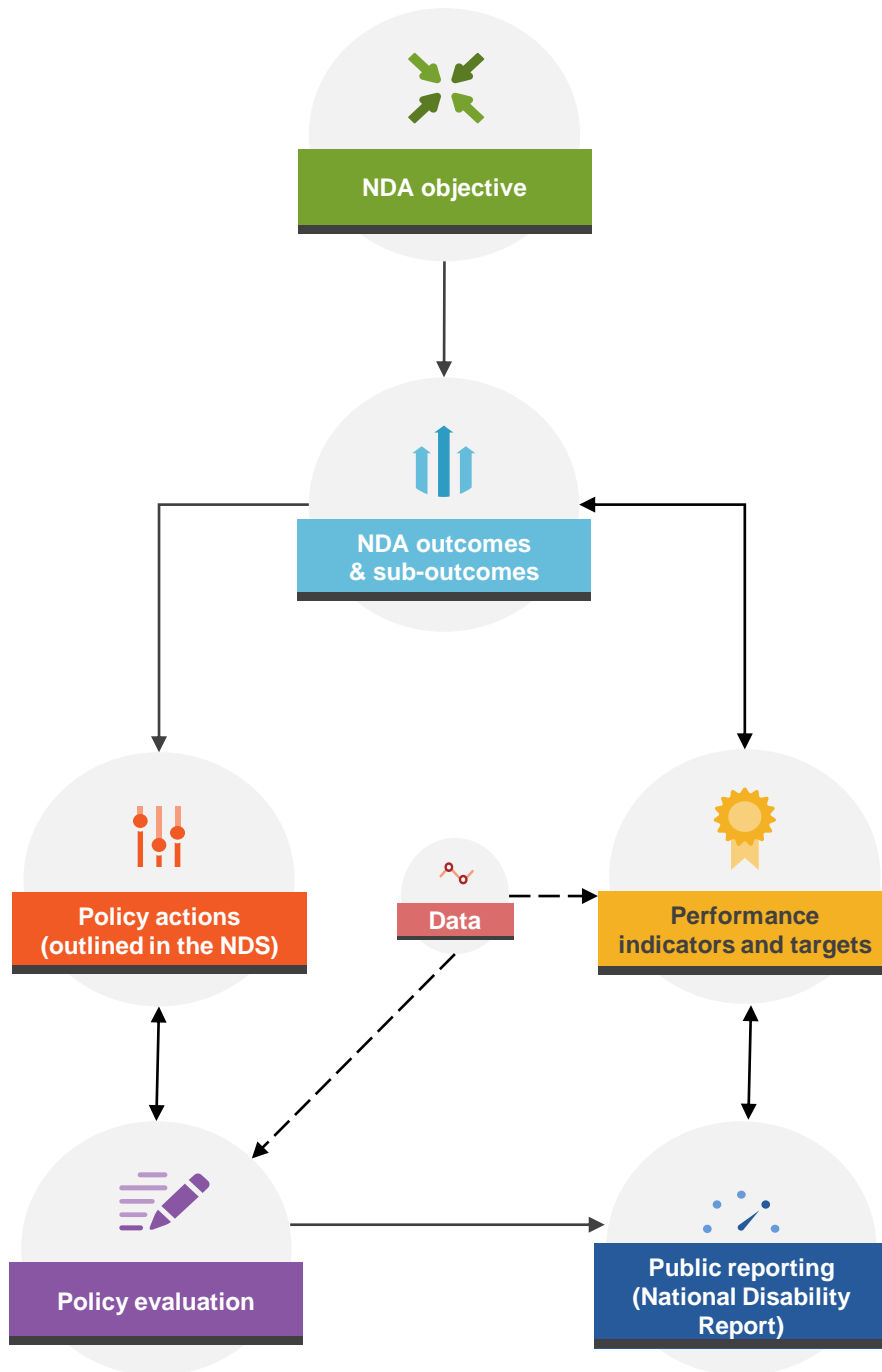 NDA objective
NDA outcomes
& sub-outcomes
Policy actions
(outlined in the NDS)
Data
Performance
indicators and targets
Policy evaluation
Public reporting
(National Disability
Report)